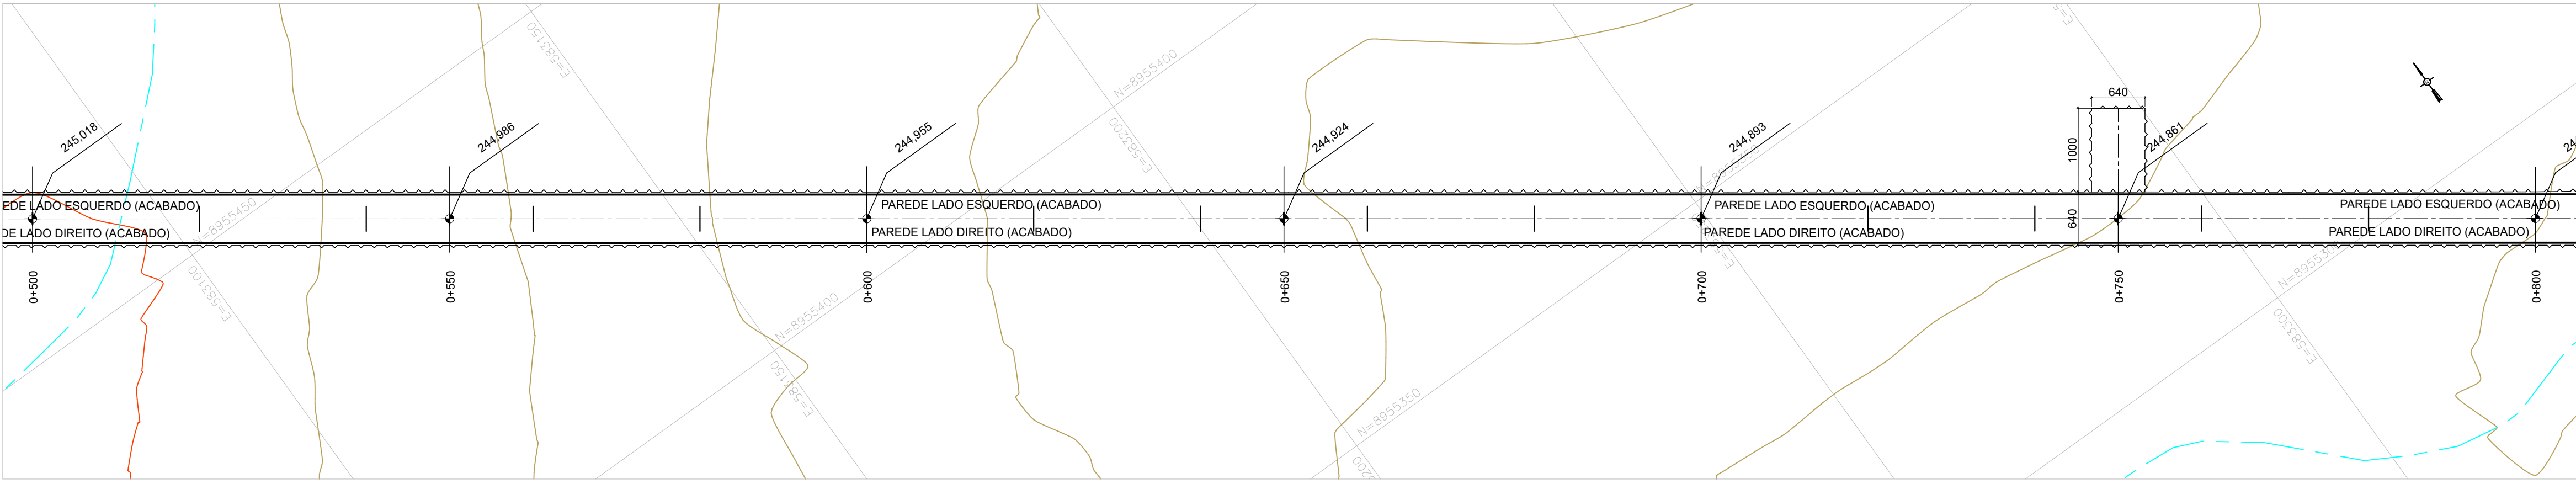 E=583150
N=8955400
E=583200
640
245,018
244,986
244,955
244,924
244,893
244,861
1000
640
EDE LADO ESQUERDO (ACABADO)
PAREDE LADO ESQUERDO (ACABADO)
PAREDE LADO ESQUERDO (ACABADO)
PAREDE LADO ESQUERDO (ACABADO)
DE LADO DIREITO (ACABADO)
PAREDE LADO DIREITO (ACABADO)
PAREDE LADO DIREITO (ACABADO)
PAREDE LADO DIREITO (ACABADO)
N=8955450
N=8955300
0+500
0+550
0+600
0+650
0+700
0+750
0+800
E=583100
N=8955400
E=583150
N=8955350
E=583300